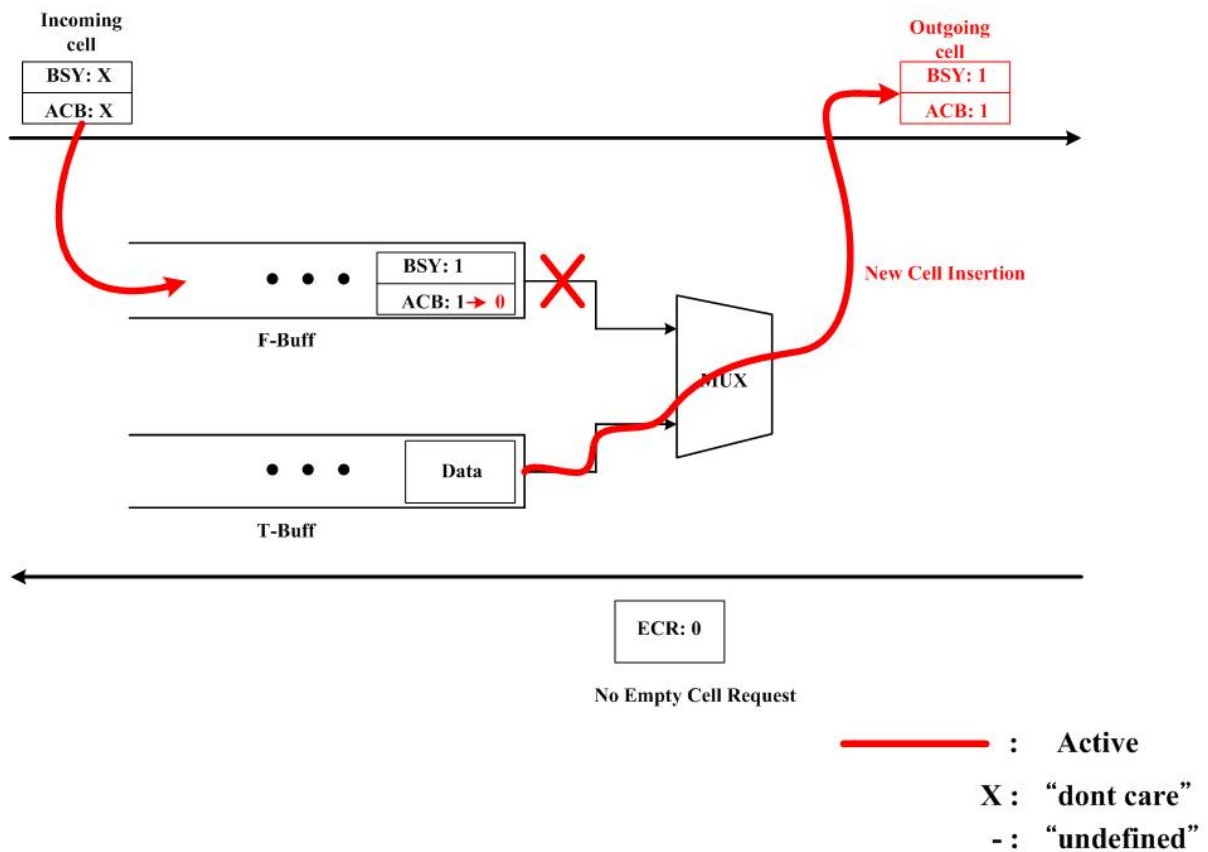 Incoming
cell
BSY: X
ACB: X
Outgoing
cell
BSY: 1
ACB: 1
BSY: 1
ACB: 1 → 0
F-Buff
New Cell Insertion
MUX
Data
T-Buff
ECR: 0
No Empty Cell Request
: Active
X : “dont care”
- : “undefined”